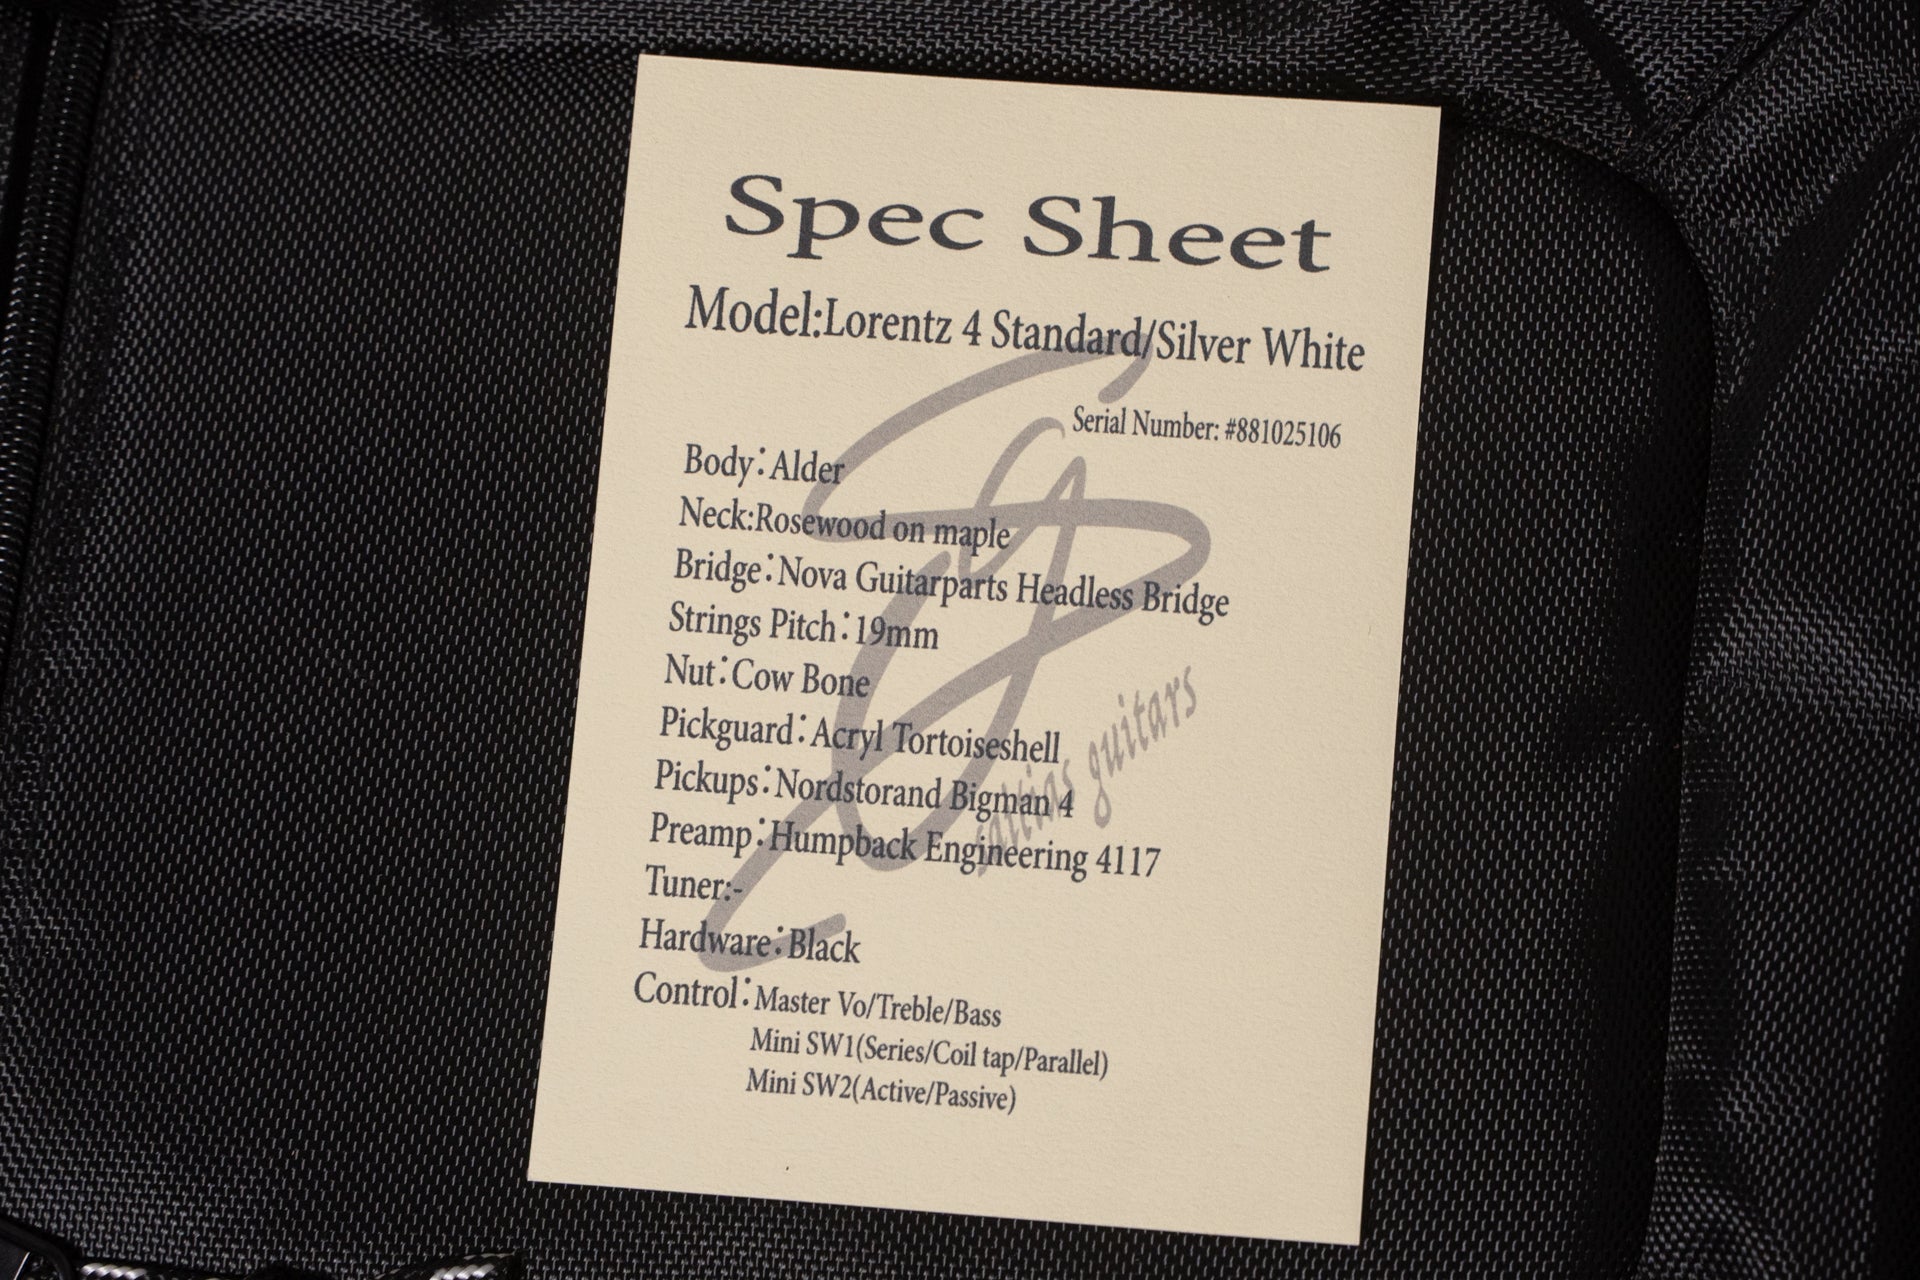 Spec Sheet
Model:Lorentz 4 Standard/Silver White
Serial Number: #881025106
Body：Alder
Neck:Rosewood on maple
Bridge：Nova Guitarparts Headless Bridge
Strings Pitch：19mm
Nut：Cow Bone
Pickguard：Acryl Tortoiseshell
Pickups：Nordstorand Bigman 4
Preamp：Humpback Engineering 4117
Tuner:-
Hardware：Black
Control：Master Vo/Treble/Bass
Mini SW1(Series/Coil tap/Parallel)
Mini SW2(Active/Passive)
guitars